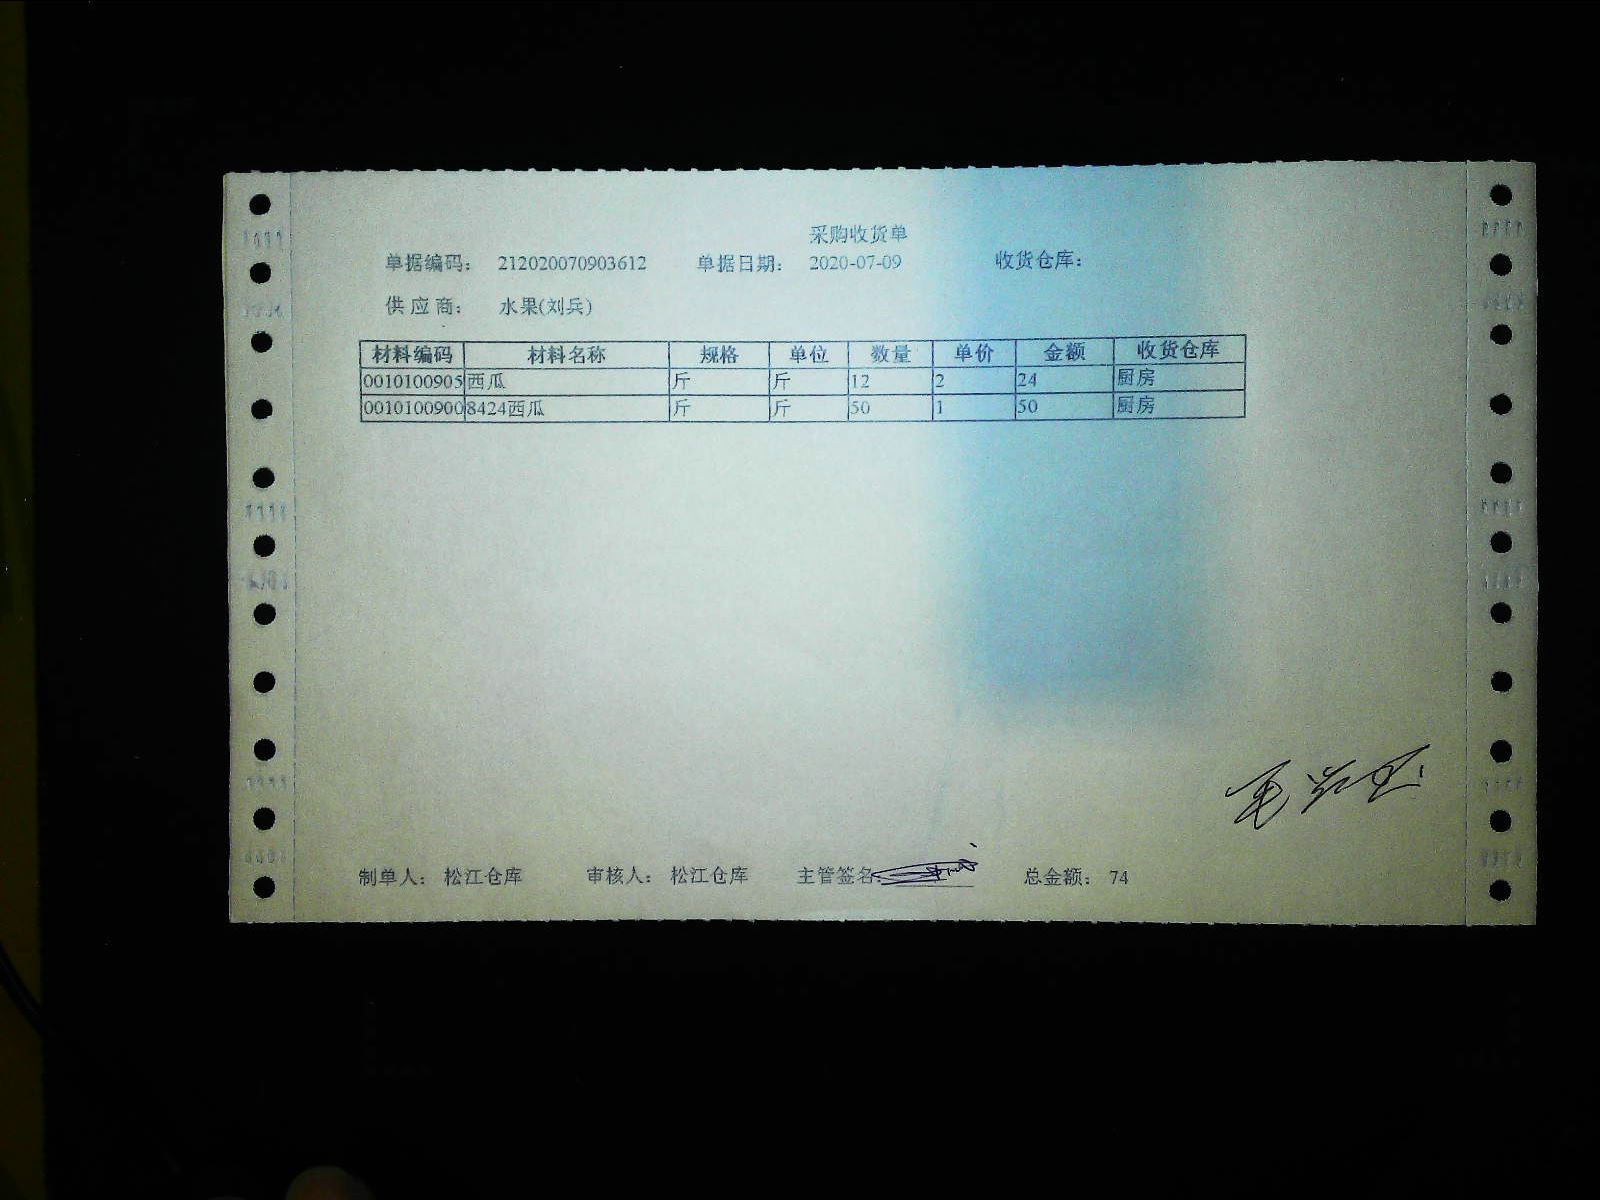 采购收货单
单据编码： 212020070903612 单据日期： 2020-07-09 收货仓库：
供 应 商： 水果(刘兵)
材料编码 材料名称 规格 单位 数量 单价 金额 收货仓库
0010100905 西瓜 斤 斤 12 2 24 厨房
0010100900 8424西瓜 斤 斤 50 1 50 厨房
制单人： 松江仓库 审核人： 松江仓库 主管签名： 总金额： 74